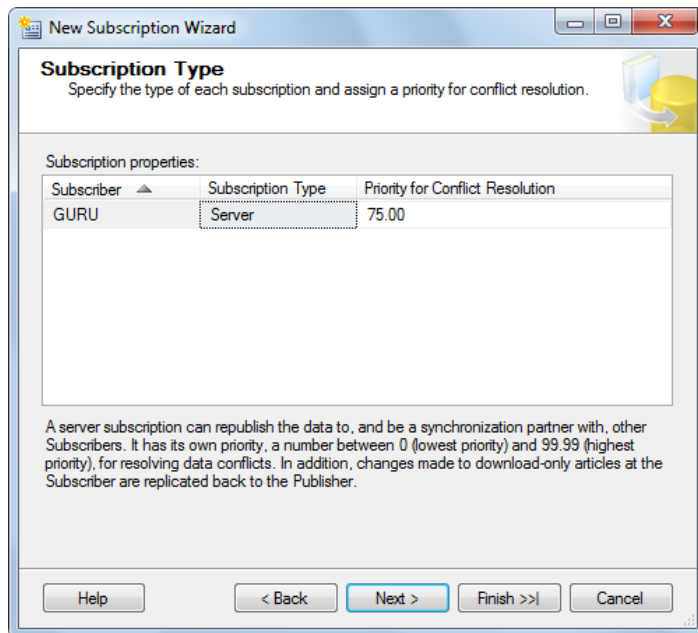 New Subscription Wizard
Subscription Type
Specify the type of each subscription and assign a priority for conflict resolution.
Subscription properties:
Subscriber Subscription Type Priority for Conflict Resolution
GURU Server 75.00
A server subscription can republish the data to, and be a synchronization partner with, other
Subscribers. It has its own priority, a number between 0 (lowest priority) and 99.99 (highest
priority), for resolving data conflicts. In addition, changes made to download-only articles at the
Subscriber are replicated back to the Publisher.
Help < Back Next > Finish >>| Cancel